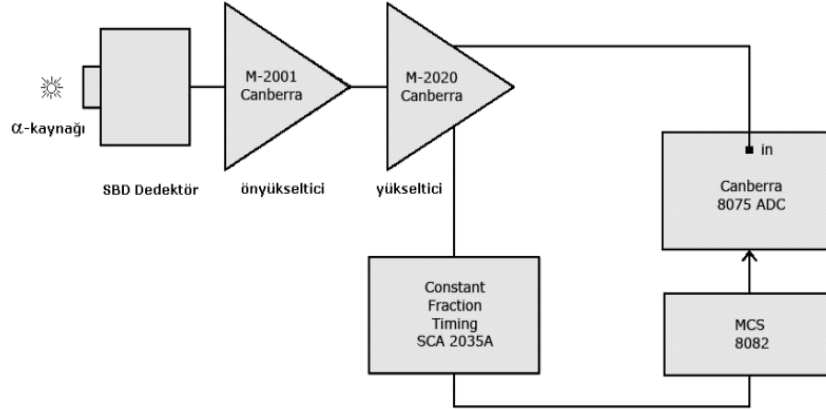 α-kaynağı
SBD Dedektör
M-2001
Canberra
önyükseltici
M-2020
Canberra
yükseltici
in
Canberra
8075 ADC
Constant
Fraction
Timing
SCA 2035A
MCS
8082